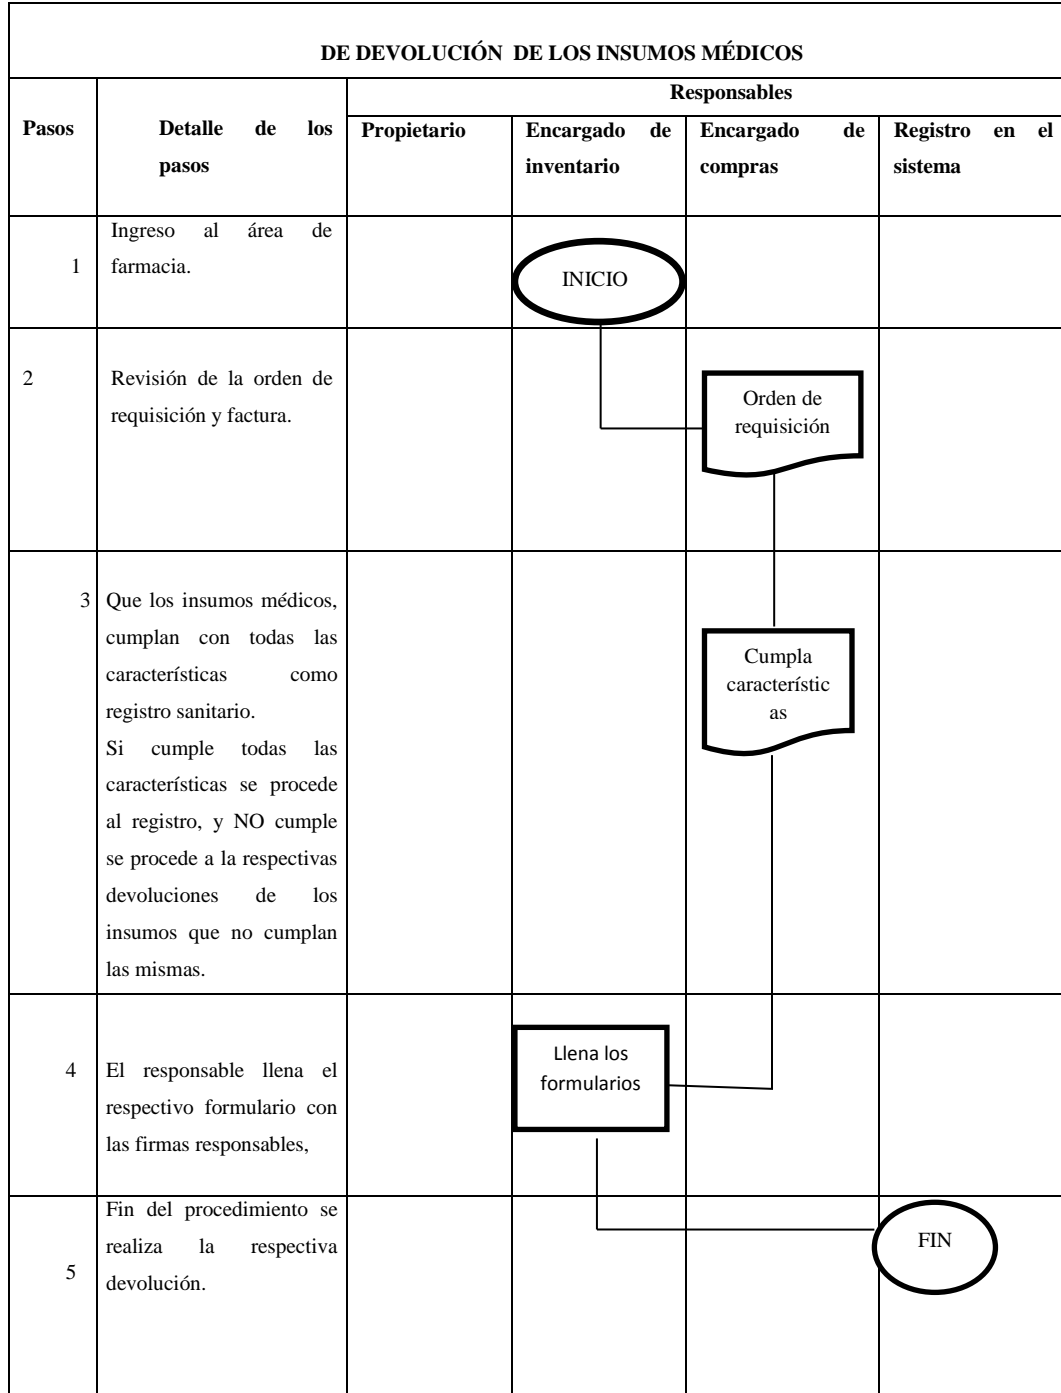 DE DEVOLUCIÓN DE LOS INSUMOS MÉDICOS
Responsables
Pasos
Detalle de los
pasos
Propietario
Encargado de
inventario
Encargado de
compras
Registro en el
sistema
1
Ingreso al área de
farmacia.
INICIO
2
Revisión de la orden de
requisición y factura.
Orden de
requisición
3
Que los insumos médicos,
cumplan con todas las
características como
registro sanitario.
Si cumple todas las
características se procede
al registro, y NO cumple
se procede a la respectivas
devoluciones de los
insumos que no cumplan
las mismas.
Cumpla
característic
as
4
El responsable llena el
respectivo formulario con
las firmas responsables,
Llena los
formularios
5
Fin del procedimiento se
realiza la respectiva
devolución.
FIN